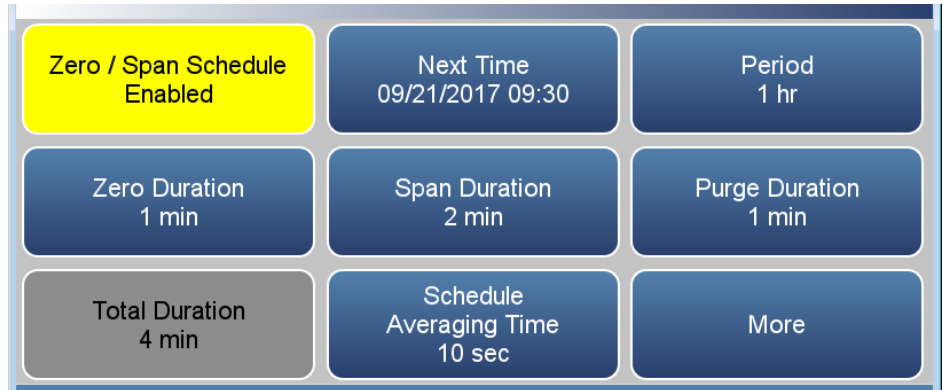 Zero / Span Schedule
Enabled
Next Time
09/21/2017 09:30
Period
1 hr
Zero Duration
1 min
Span Duration
2 min
Purge Duration
1 min
Total Duration
4 min
Schedule
Averaging Time
10 sec
More